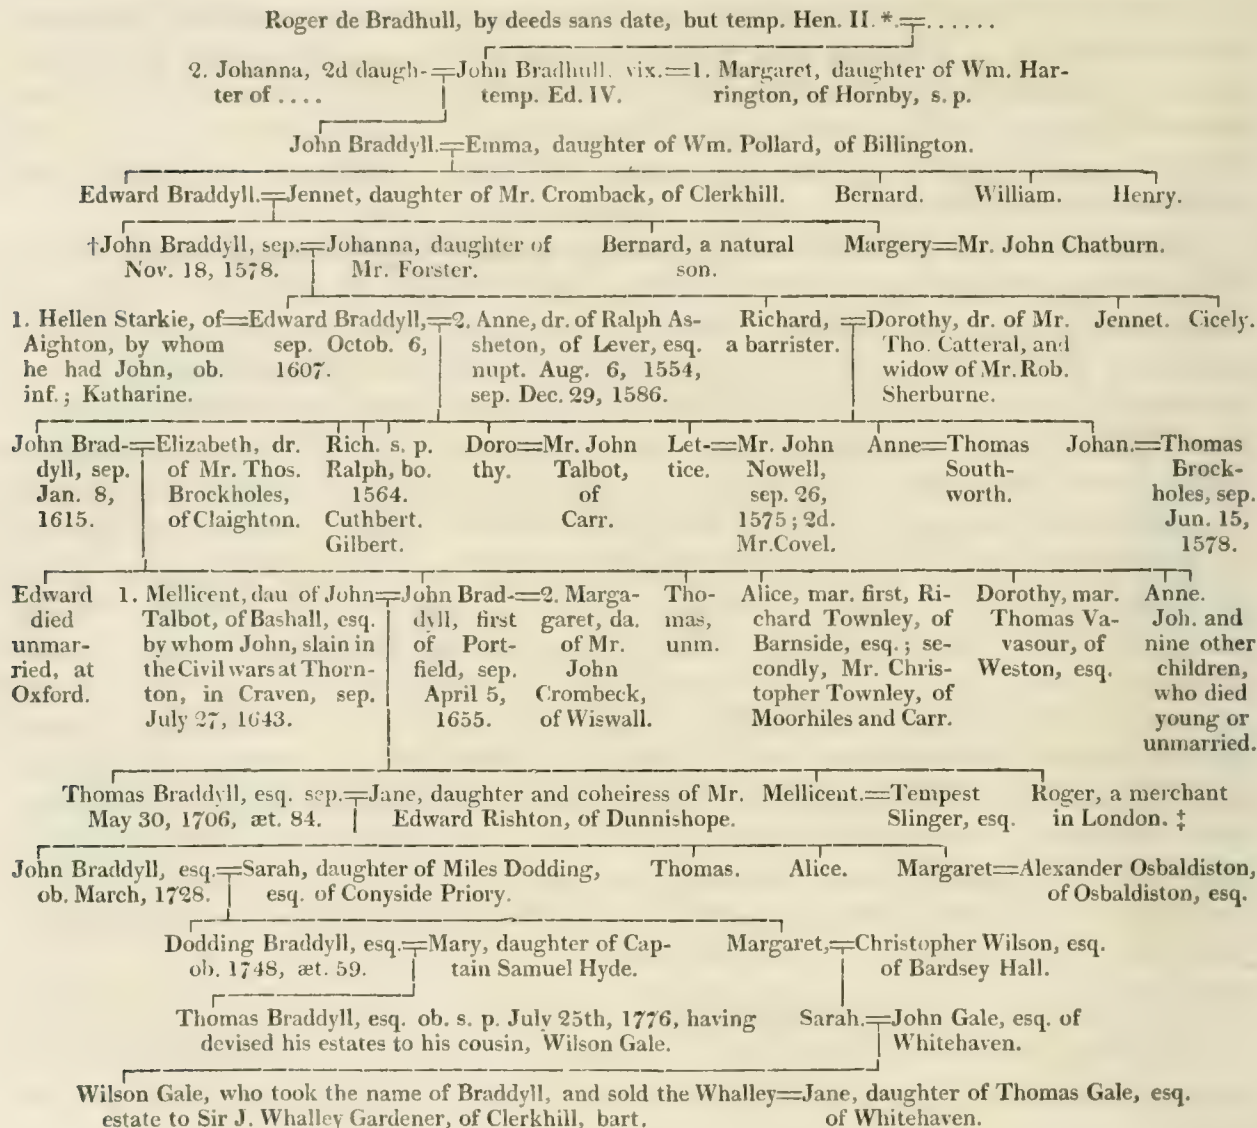 Roger de Bradhull, by deeds sans date, but temp. Hen. II. *.=......
2. Johanna, 2d daugh-=John Bradhull. vix.=1. Margaret, daughter of Wm. Har-
ter of .... temp. Ed. IV. rington, of Hornby, s. p.
John Braddyll.=Emma, daughter of Wm. Pollard, of Billington.
Edward Braddyll.=Jennet, daughter of Mr. Cromback, of Clerkhill. Bernard. William. Henry.
†John Braddyll, sep.=Johanna, daughter of Bernard, a natural Margery=Mr. John Chatburn.
Nov. 18, 1578. Mr. Forster. son.
1. Hellen Starkie, of=Edward Braddyll,=2. Anne, dr. of Ralph As- Richard,=Dorothy, dr. of Mr. Jennet. Cicely.
Aighton, by whom sep. Octob. 6, sheton, of Lever, esq. a barrister. Tho. Catteral, and
he had John, ob. 1607. nupt. Aug. 6, 1554, widow of Mr. Rob.
inf.; Katharine. sep. Dec. 29, 1586. Sherburne.
John Brad-=Elizabeth, dr. Rich. s. p. Doro=Mr. John Let-=Mr. John Anne=Thomas Johan.=Thomas
dyll, sep. of Mr. Thos. Ralph, bo. thy. Talbot, tice. Nowell, South- Brock-
Jan. 8, Brockholes, 1564. of sep. 26, worth. holes, sep.
1615. of Claighton. Cuthbert. Carr. 1575; 2d. Jun. 15,
Gilbert. Mr. Covel. 1578.
Edward 1. Mellicent, dau of John=John Brad-=2. Marga- Tho- Alice, mar. first, Ri- Dorothy, mar. Anne.
died Talbot, of Bashall, esq. dyll, first garet, da. mas, chard Townley, of Thomas Va- Joh. and
unmar- by whom John, slain in of Port- of Mr. unm. Barnside, esq.; se- vasour, of nine other
ried, at the Civil wars at Thorn- field, sep. John condly, Mr. Chris- Weston, esq. children,
Oxford. ton, in Craven, sep. April 5, Crombeck, topher Townley, of who died
July 27, 1643. 1655. of Wiswall. Moorhiles and Carr. young or
unmarried.
Thomas Braddyll, esq. sep.=Jane, daughter and coheiress of Mr. Mellicent.=Tempest Roger, a merchant
May 30, 1706, æt. 84. Edward Rishton, of Dunnishope. Slinger, esq. in London. ‡
John Braddyll, esq.=Sarah, daughter of Miles Dodding, Thomas. Alice. Margaret=Alexander Osbaldiston,
ob. March, 1728. esq. of Conyside Priory. of Osbaldiston, esq.
Dodding Braddyll, esq.=Mary, daughter of Cap- Margaret,=Christopher Wilson, esq.
ob. 1748, æt. 59. tain Samuel Hyde. of Bardsey Hall.
Thomas Braddyll, esq. ob. s. p. July 25th, 1776, having Sarah.=John Gale, esq. of
devised his estates to his cousin, Wilson Gale. Whitehaven.
Wilson Gale, who took the name of Braddyll, and sold the Whalley=Jane, daughter of Thomas Gale, esq.
estate to Sir J. Whalley Gardener, of Clerkhill, bart. of Whitehaven.